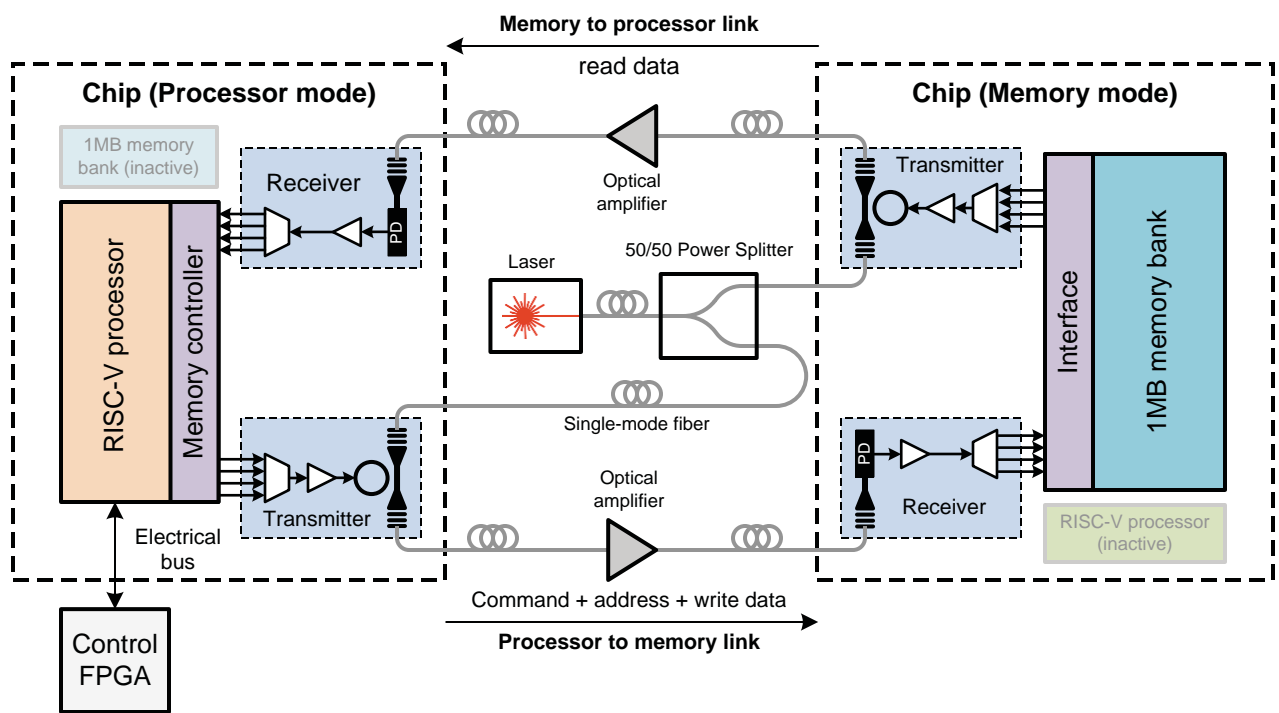 Memory to processor link
read data
Chip (Processor mode)
1MB memory
bank (inactive)
Receiver
PD
RISC-V processor
Memory controller
Transmitter
Electrical
bus
Control
FPGA
Optical
amplifier
50/50 Power Splitter
Laser
Single-mode fiber
Optical
amplifier
Command + address + write data
Processor to memory link
Chip (Memory mode)
Transmitter
Interface
1MB memory bank
PD
Receiver
RISC-V processor
(inactive)